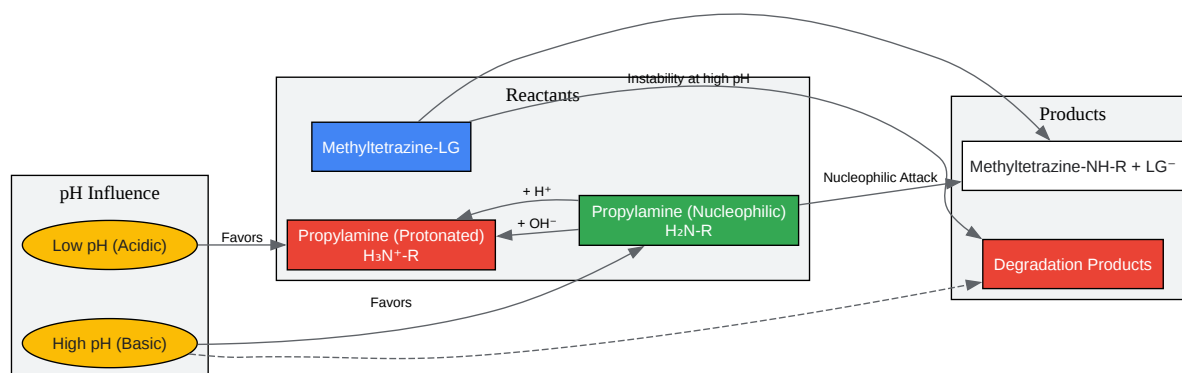 pH Influence
Low pH (Acidic)
High pH (Basic)
Favors
Favors
Reactants
Instability at high pH
Methyltetrazine-LG
Propylamine (Protonated)
H₃N⁺-R
+ H⁺
+ OH⁻
Propylamine (Nucleophilic)
H₂N-R
Nucleophilic Attack
Products
Methyltetrazine-NH-R + LG⁻
Degradation Products